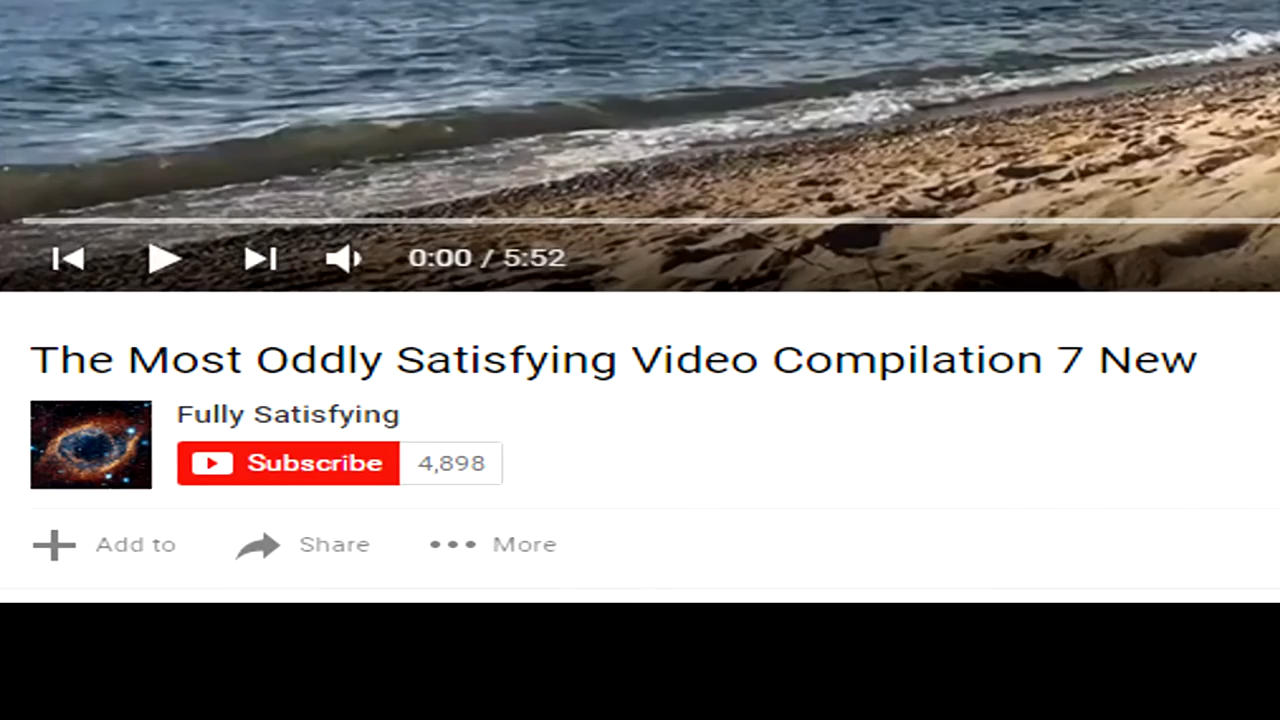 0:00 / 5:52
The Most Oddly Satisfying Video Compilation 7 New
Fully Satisfying
Subscribe 4,898
Add to Share More